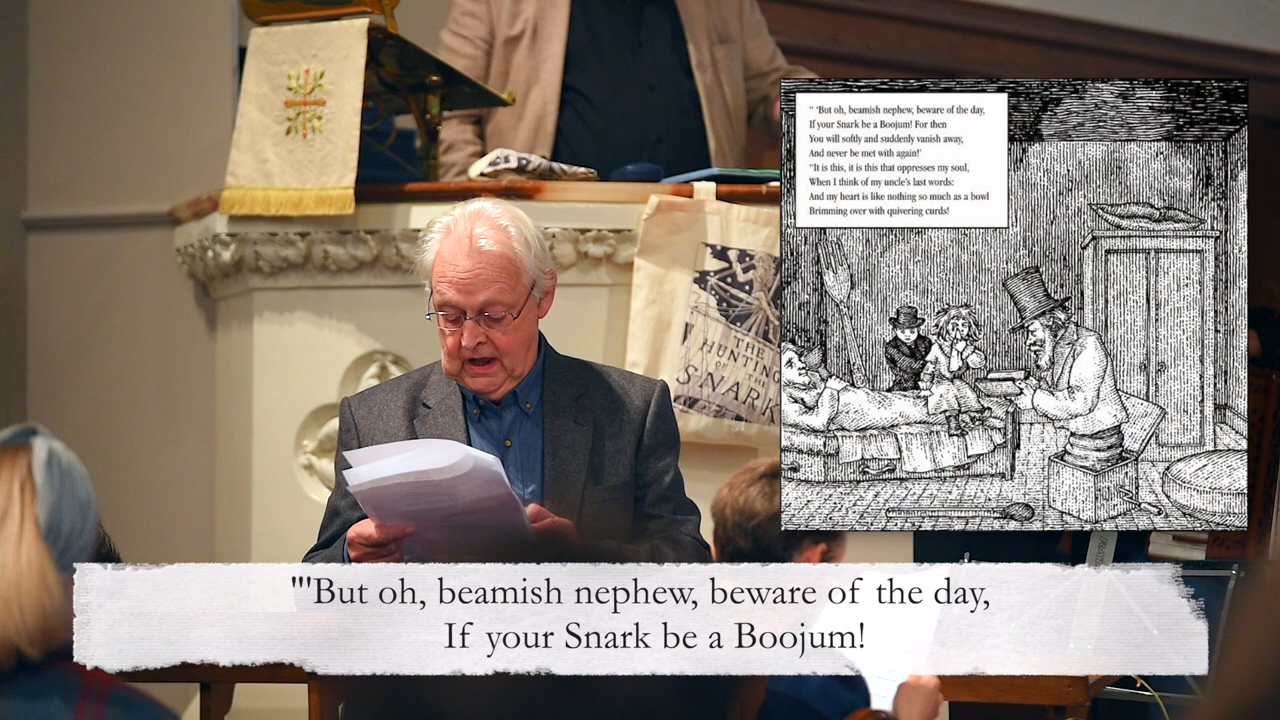 " 'But oh, beamish nephew, beware of the day,
If your Snark be a Boojum! For then
You will softly and suddenly vanish away,
And never be met with again!'
"It is this, it is this that oppresses my soul,
When I think of my uncle's last words:
And my heart is like nothing so much as a bowl
Brimming over with quivering curds!
THE
HUNTING
OF THE
SNARK
"'But oh, beamish nephew, beware of the day,
If your Snark be a Boojum!